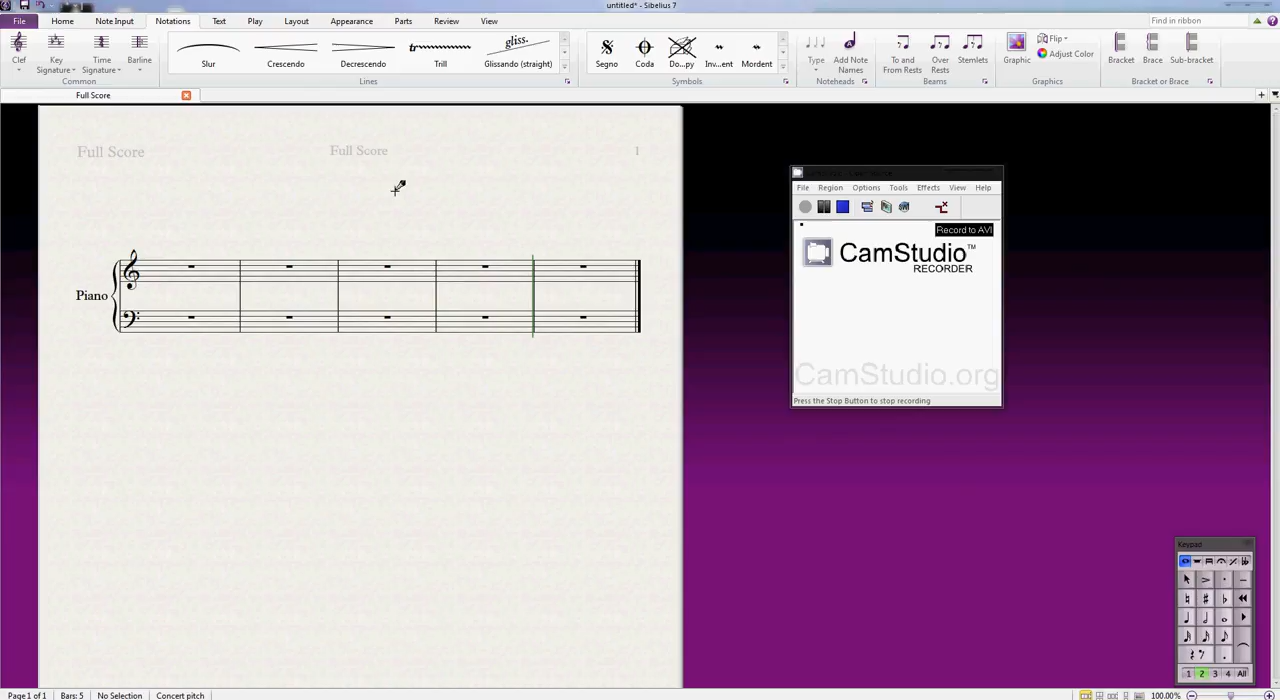 untitled* - Sibelius 7
File Home Note Input Notations Text Play Layout Appearance Parts Review View Find in ribbon
gliss.
tr
Clef Key Signature Time Signature Barline Slur Crescendo Decrescendo Trill Glissando (straight) Segno Coda Do...py Inv...ent Mordent Type Add Note Names To and From Rests Over Rests Stemlets Graphic Flip Adjust Color Bracket Brace Sub-bracket
Common Lines Symbols Noteheads Beams Graphics Bracket or Brace
Full Score
Full Score Full Score 1
Piano
File Region Options Tools Effects View Help
Record to AVI
CamStudio™
RECORDER
CamStudio.org
Press the Stop Button to stop recording
Keypad
1 2 3 4 All
Page 1 of 1 Bars: 5 No Selection Concert pitch 100.00%